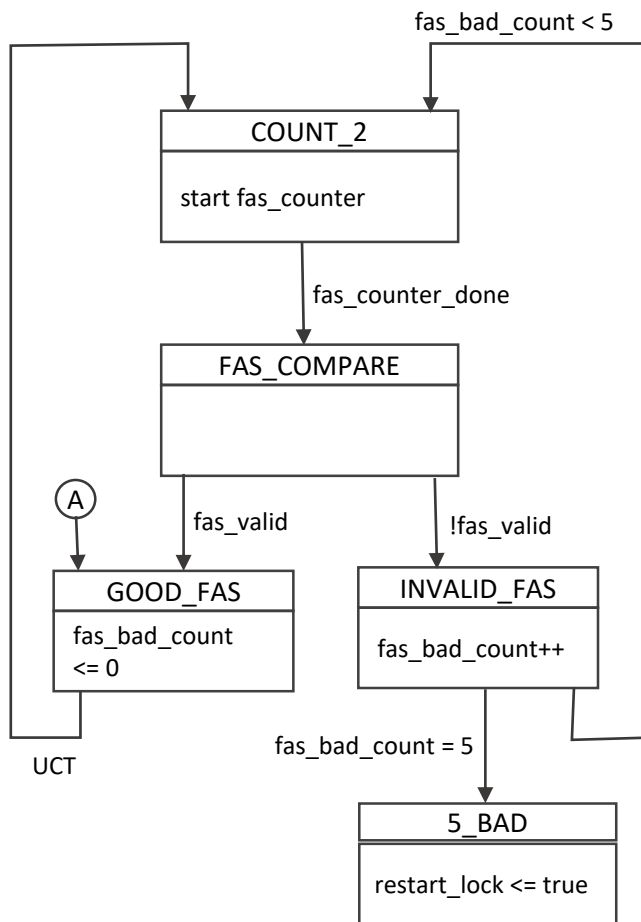 fas_bad_count < 5
COUNT_2
start fas_counter
fas_counter_done
FAS_COMPARE
A
fas_valid
!fas_valid
GOOD_FAS
fas_bad_count
<= 0
INVALID_FAS
fas_bad_count++
UCT
fas_bad_count = 5
5_BAD
restart_lock <= true